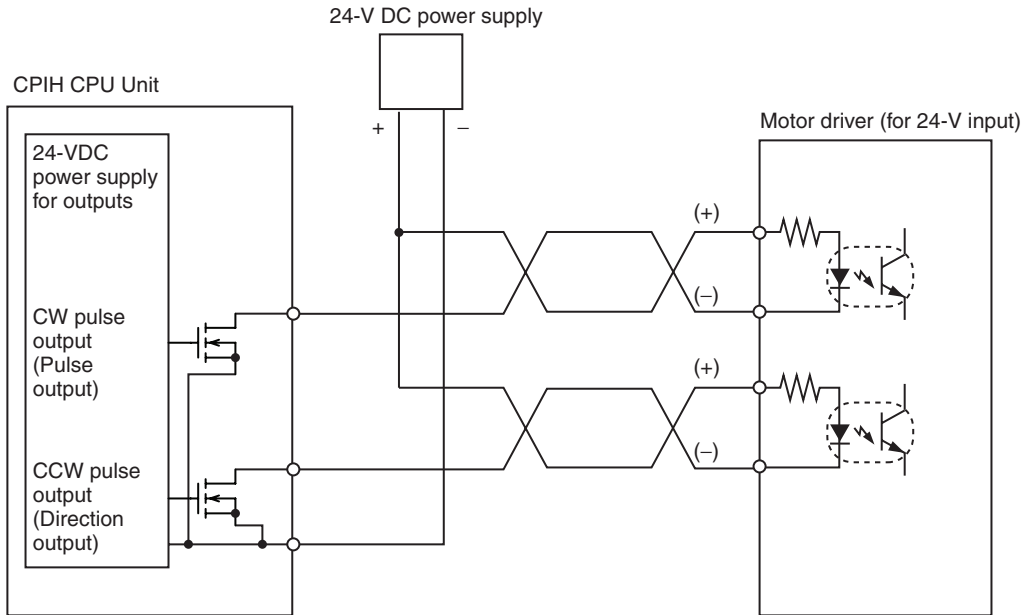 24-V DC power supply
CPIH CPU Unit
+ −
Motor driver (for 24-V input)
24-VDC
power supply
for outputs
(+)
(−)
CW pulse
output
(Pulse
output)
(+)
(−)
CCW pulse
output
(Direction
output)